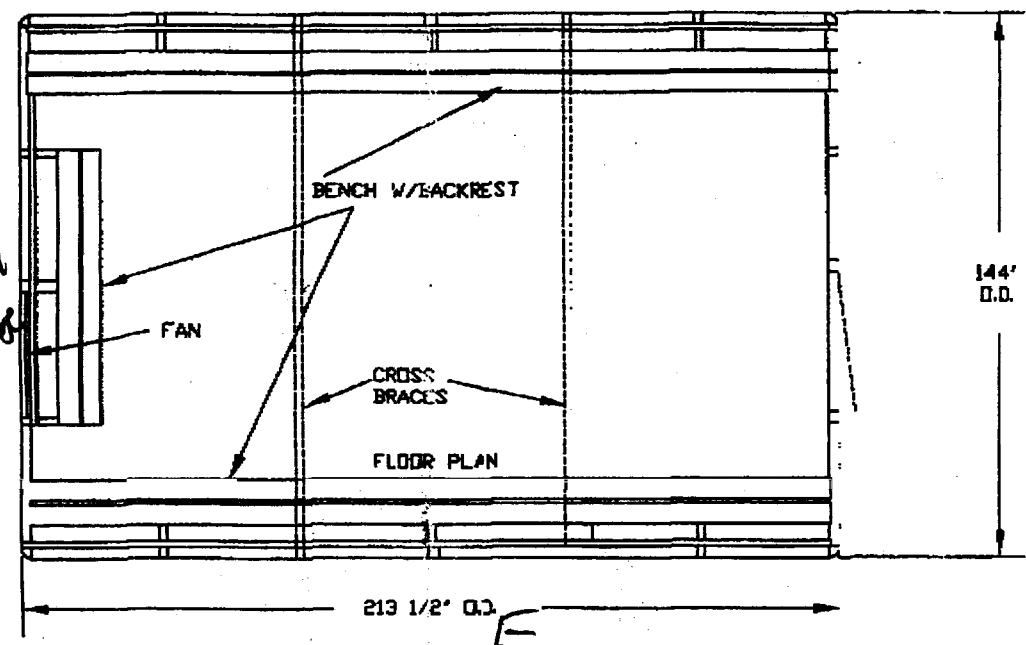 BENCH W/BACKREST
144"
O.D.
FAN
CROSS
BRACES
FLOOR PLAN
213 1/2" O.D.
E